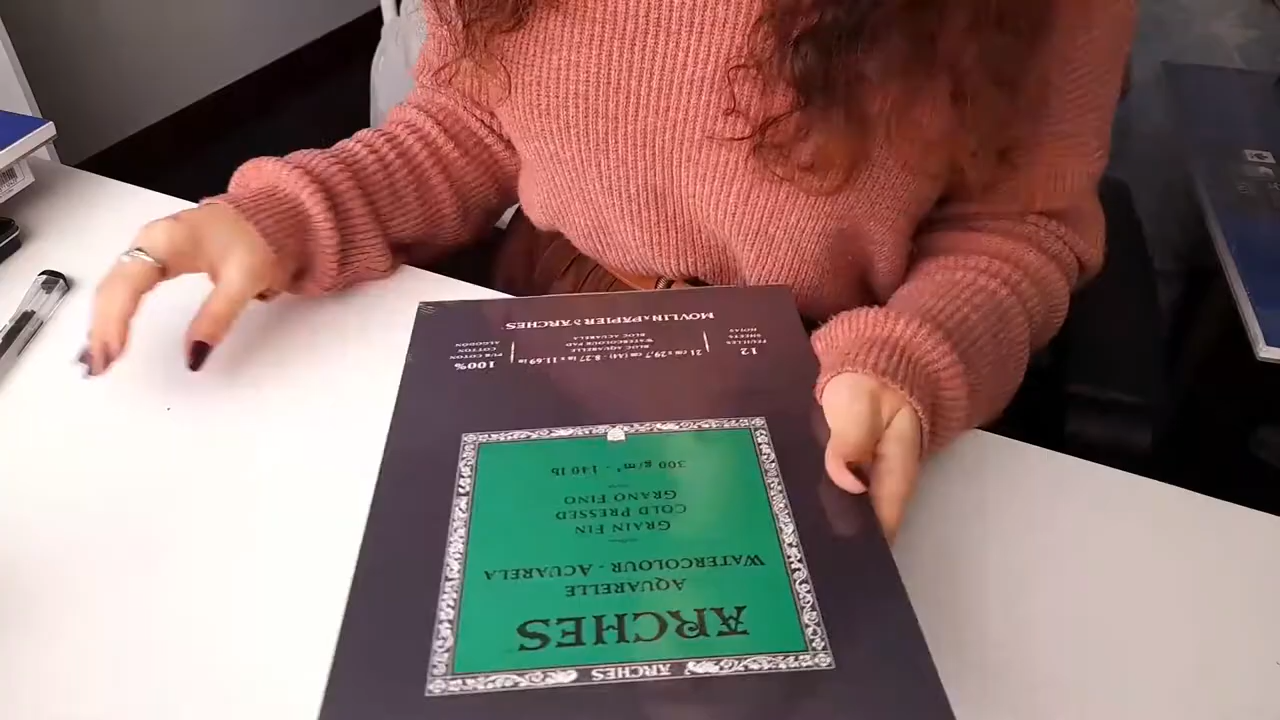 ARCHES
ARCHES
AQUARELLE
WATERCOLOUR - ACUARELA
GRAIN FIN
COLD PRESSED
GRANO FINO
300 g/m² - 140 lb
12
FEUILLES
SHEETS
HOJAS
21 cm x 29,7 cm (A4) - 8.27 in x 11.69 in
BLOC AQUARELLE
WATERCOLOUR PAD
BLOC ACUARELA
100%
PUR COTON
COTTON
ALGODÓN
MOVLIN À PAPIER D'ARCHES